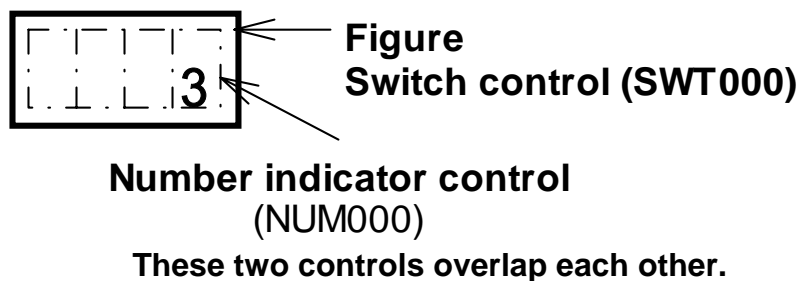 Figure
Switch control (SWT000)
3
Number indicator control
(NUM000)
These two controls overlap each other.